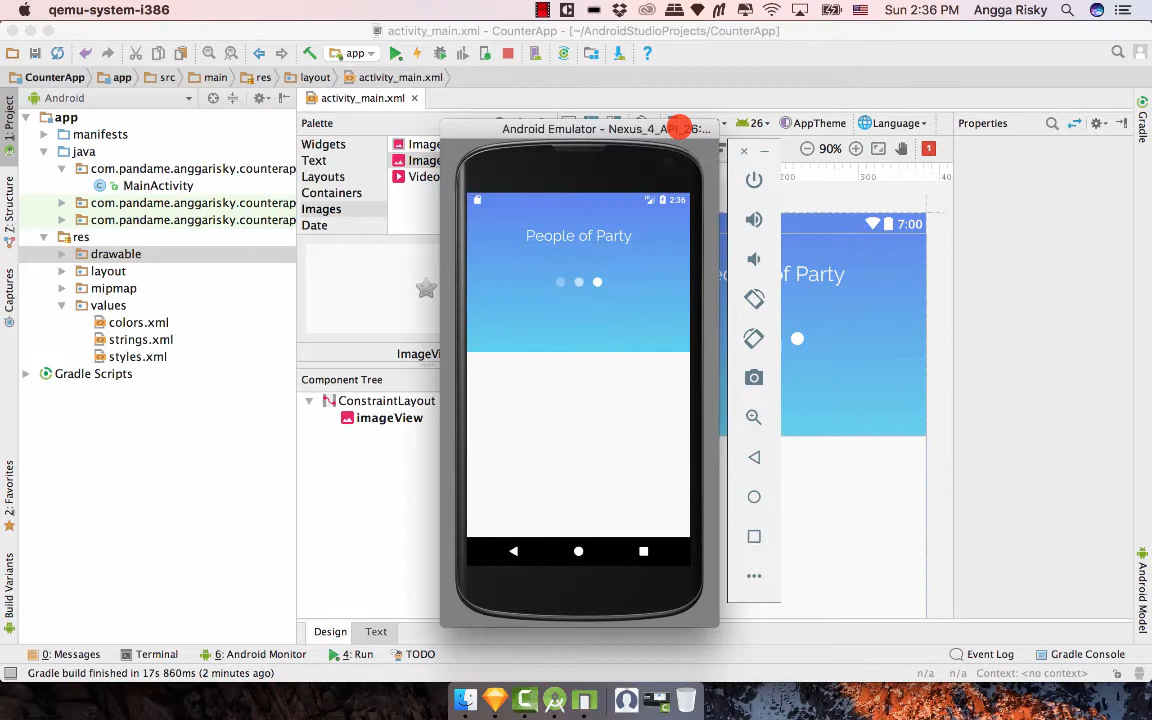 qemu-system-i386
Sun 2:36 PM Angga Risky
activity_main.xml - CounterApp - [~/AndroidStudioProjects/CounterApp]
app
CounterApp app src main res layout activity_main.xml
Android
activity_main.xml
1: Project
Z: Structure
Captures
2: Favorites
Build Variants
app
manifests
java
com.pandame.anggarisky.counterap
MainActivity
com.pandame.anggarisky.counterap
com.pandame.anggarisky.counterap
res
drawable
layout
mipmap
values
colors.xml
strings.xml
styles.xml
Gradle Scripts
Palette
Widgets
Text
Layouts
Containers
Images
Date
Image
Image
Video
ImageVi
Component Tree
ConstraintLayout
imageView
Design Text
Android Emulator - Nexus_4_API_26:...
2:36
People of Party
26 AppTheme Language
90%
1
200 300 40
7:00
of Party
Properties
Gradle
Android Model
0: Messages Terminal 6: Android Monitor 4: Run TODO
Event Log Gradle Console
Gradle build finished in 17s 860ms (2 minutes ago)
n/a n/a Context: <no context>